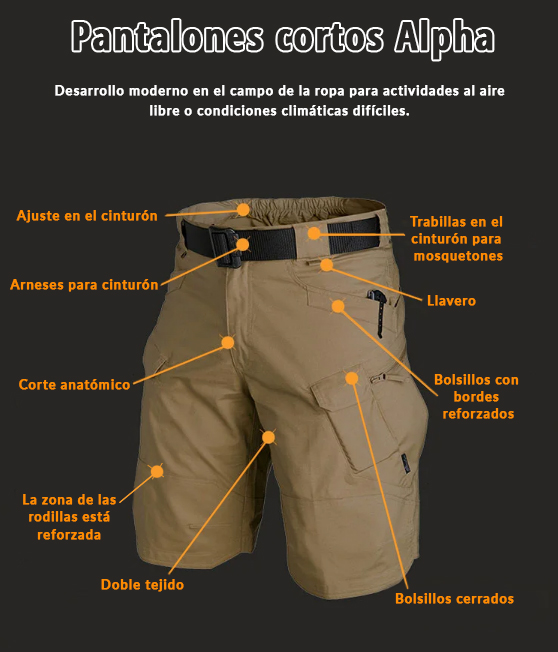 Pantalones cortos Alpha
Desarrollo moderno en el campo de la ropa para actividades al aire
libre o condiciones climáticas difíciles.
Ajuste en el cinturón
Trabillas en el
cinturón para
mosquetones
Arneses para cinturón
Llavero
Corte anatómico
Bolsillos con
bordes
reforzados
La zona de las
rodillas está
reforzada
Doble tejido
Bolsillos cerrados